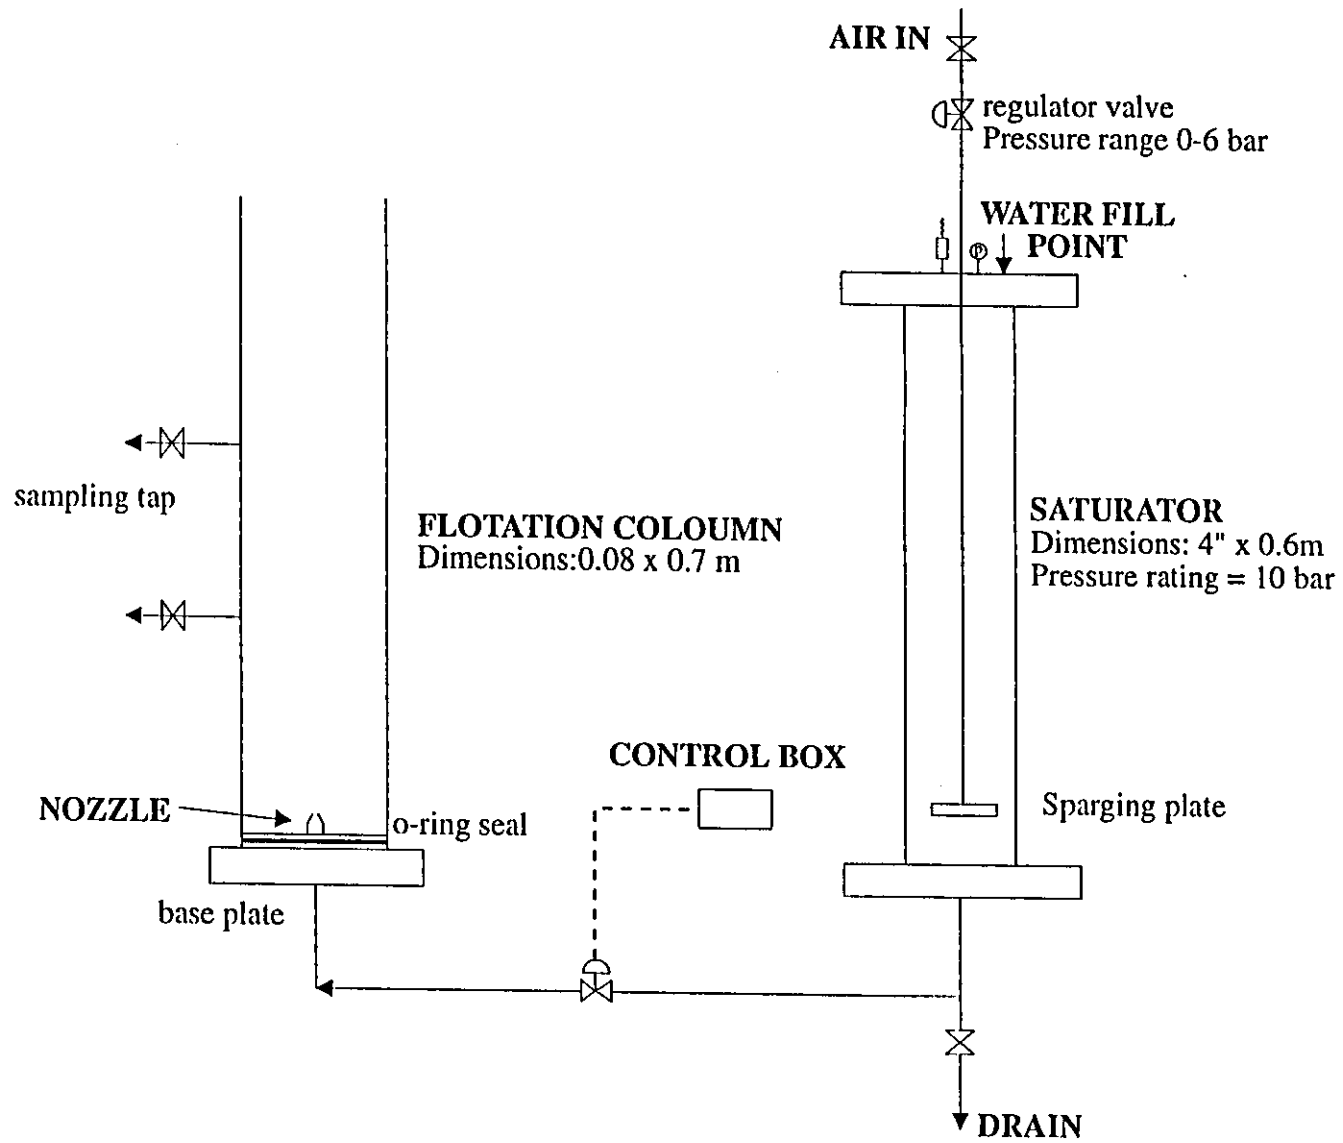 AIR IN
regulator valve
Pressure range 0-6 bar
WATER FILL
POINT
P
sampling tap
FLOTATION COLOUMN
Dimensions:0.08 x 0.7 m
SATURATOR
Dimensions: 4" x 0.6m
Pressure rating = 10 bar
CONTROL BOX
NOZZLE
o-ring seal
Sparging plate
base plate
DRAIN